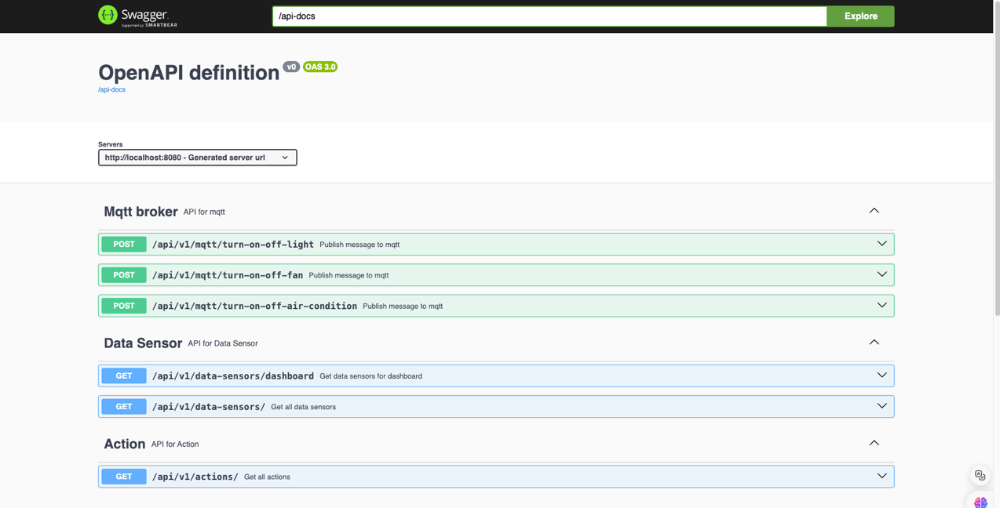 Swagger.
Supported by SMARTBEAR
/api-docs
Explore
OpenAPI definition v0 OAS 3.0
/api-docs
Servers
http://localhost:8080 - Generated server url
Mqtt broker API for mqtt
POST /api/v1/mqtt/turn-on-off-light Publish message to mqtt
POST /api/v1/mqtt/turn-on-off-fan Publish message to mqtt
POST /api/v1/mqtt/turn-on-off-air-condition Publish message to mqtt
Data Sensor API for Data Sensor
GET /api/v1/data-sensors/dashboard Get data sensors for dashboard
GET /api/v1/data-sensors/ Get all data sensors
Action API for Action
GET /api/v1/actions/ Get all actions